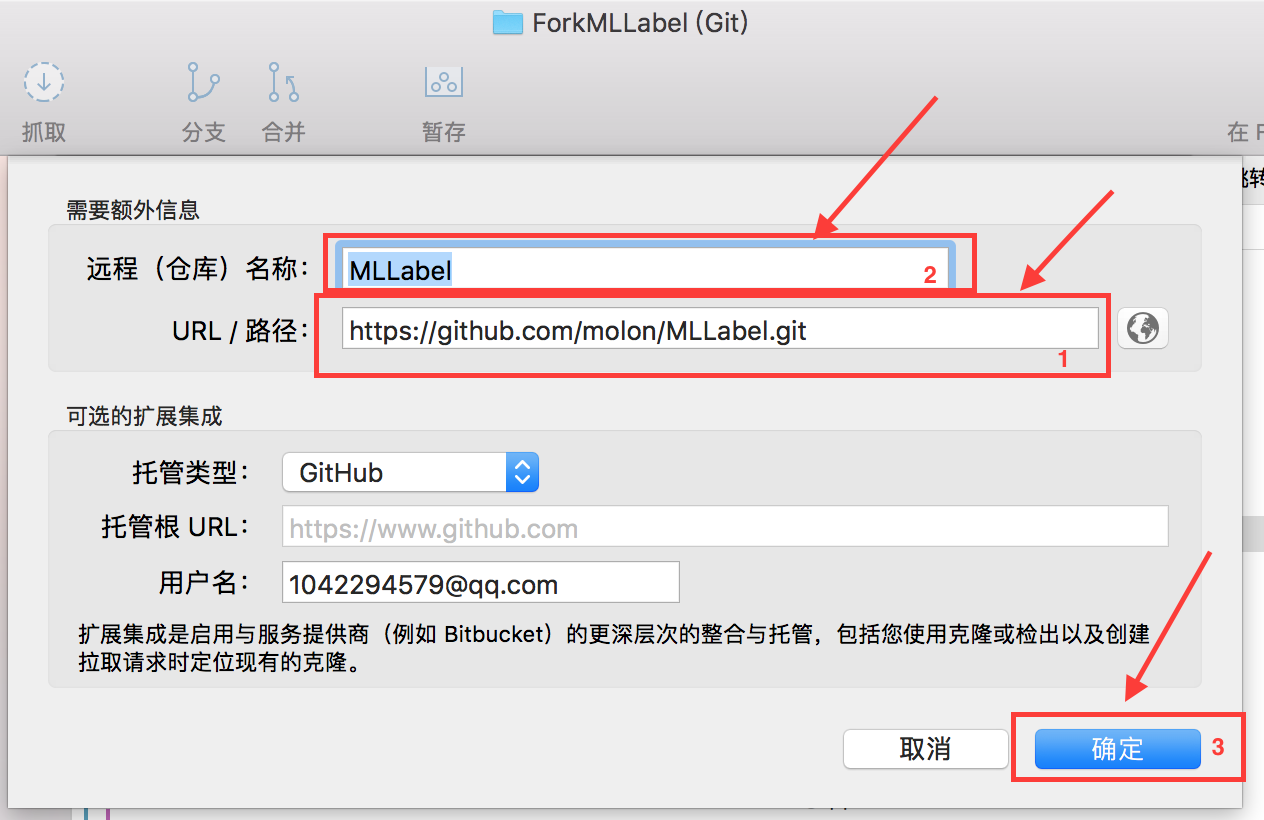 ForkMLLabel (Git)
抓取 分支 合并 暂存 在 F
需要额外信息
远程（仓库）名称： MLLabel 2
URL / 路径： https://github.com/molon/MLLabel.git
1
可选的扩展集成
托管类型： GitHub
托管根 URL： https://www.github.com
用户名： 1042294579@qq.com
扩展集成是启用与服务提供商（例如 Bitbucket）的更深层次的整合与托管，包括您使用克隆或检出以及创建
拉取请求时定位现有的克隆。
取消 确定 3